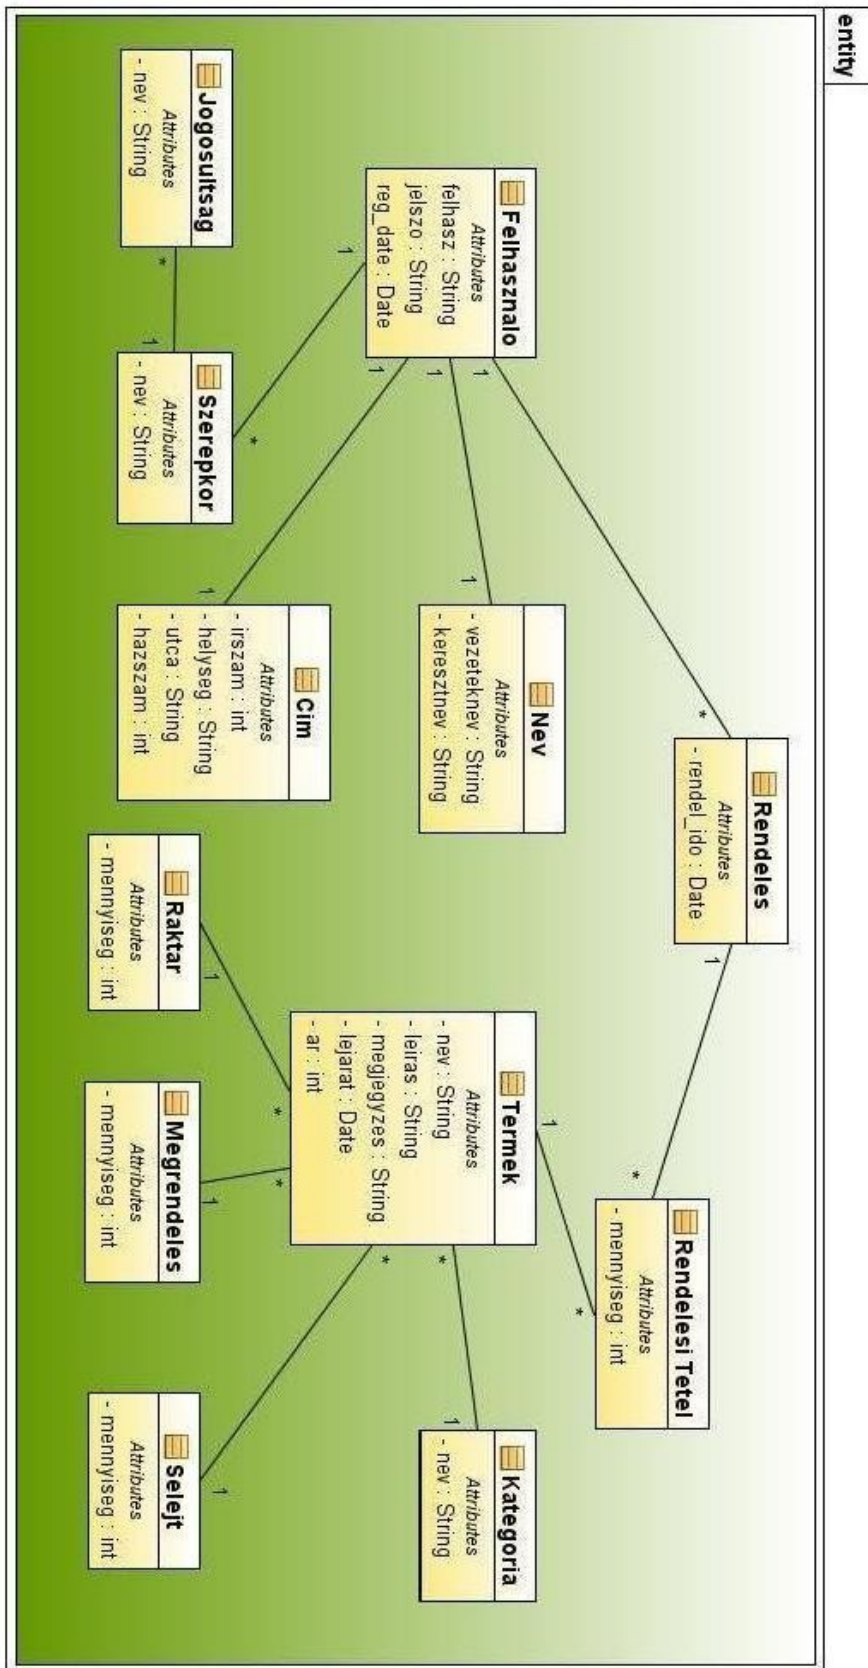 entity
Jogosultsag
Attributes
- nev : String
Felhasznalo
Attributes
felhasz : String
jelszo : String
reg_date : Date
1
1
1
1
*
1
Szerepkor
Attributes
- nev : String
*
Nev
Attributes
- vezeteknev : String
- keresztnev : String
1
Cim
Attributes
- irszam : int
- helyseg : String
- utca : String
- hazszam : int
1
Rendeles
Attributes
- rendel_ido : Date
*
1
Rendelesi Tetel
Attributes
- mennyiseg : int
*
*
Termek
Attributes
- nev : String
- leiras : String
- megjegyzes : String
- lejarat : Date
- ar : int
1
*
*
*
*
Kategoria
Attributes
- nev : String
1
Raktar
Attributes
- mennyiseg : int
1
Megrendeles
Attributes
- mennyiseg : int
1
Selejt
Attributes
- mennyiseg : int
1